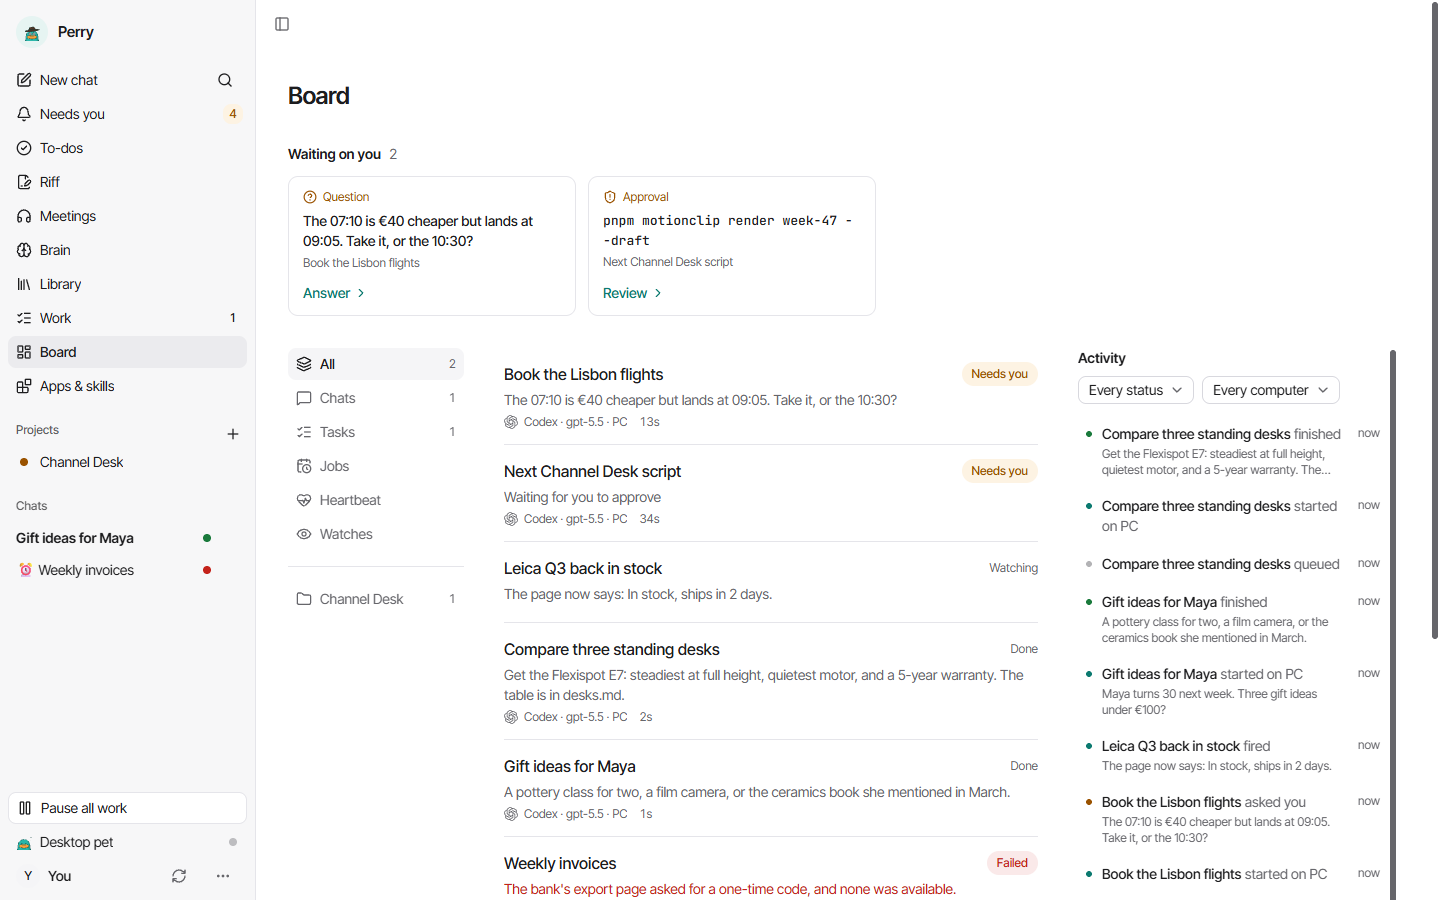 Perry
New chat
Needs you
4
To-dos
Riff
Meetings
Brain
Library
Work
1
Board
Apps & skills
Projects
Channel Desk
Chats
Gift ideas for Maya
Weekly invoices
Pause all work
Desktop pet
Y
You
Board
Waiting on you 2
Question
The 07:10 is €40 cheaper but lands at
09:05. Take it, or the 10:30?
Book the Lisbon flights
Answer
Approval
pnpm motionclip render week-47 -
-draft
Next Channel Desk script
Review
All 2
Chats 1
Tasks 1
Jobs
Heartbeat
Watches
Channel Desk 1
Book the Lisbon flights
Needs you
The 07:10 is €40 cheaper but lands at 09:05. Take it, or the 10:30?
Codex · gpt-5.5 · PC 13s
Next Channel Desk script
Needs you
Waiting for you to approve
Codex · gpt-5.5 · PC 34s
Leica Q3 back in stock
Watching
The page now says: In stock, ships in 2 days.
Compare three standing desks
Done
Get the Flexispot E7: steadiest at full height, quietest motor, and a 5-year warranty. The
table is in desks.md.
Codex · gpt-5.5 · PC 2s
Gift ideas for Maya
Done
A pottery class for two, a film camera, or the ceramics book she mentioned in March.
Codex · gpt-5.5 · PC 1s
Weekly invoices
Failed
The bank's export page asked for a one-time code, and none was available.
Activity
Every status
Every computer
Compare three standing desks finished now
Get the Flexispot E7: steadiest at full height,
quietest motor, and a 5-year warranty. The...
Compare three standing desks started now
on PC
Compare three standing desks queued now
Gift ideas for Maya finished now
A pottery class for two, a film camera, or the
ceramics book she mentioned in March.
Gift ideas for Maya started on PC now
Maya turns 30 next week. Three gift ideas
under €100?
Leica Q3 back in stock fired now
The page now says: In stock, ships in 2 days.
Book the Lisbon flights asked you now
The 07:10 is €40 cheaper but lands at 09:05.
Take it, or the 10:30?
Book the Lisbon flights started on PC now